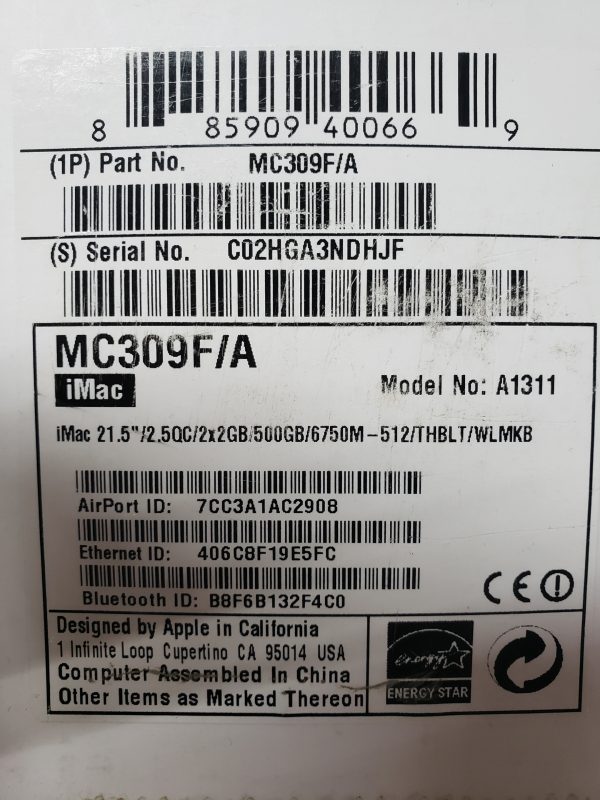 8 85909 40066 9
(1P) Part No. MC309F/A
(S) Serial No. C02HGA3NDHJF
MC309F/A
iMac
Model No: A1311
iMac 21.5"/2.5QC/2x2GB/500GB/6750M-512/THBLT/WLMKB
AirPort ID: 7CC3A1AC2908
Ethernet ID: 406C8F19E5FC
Bluetooth ID: B8F6B132F4C0
CE
Designed by Apple in California
1 Infinite Loop Cupertino CA 95014 USA
Computer Assembled In China
Other Items as Marked Thereon
energy
ENERGY STAR